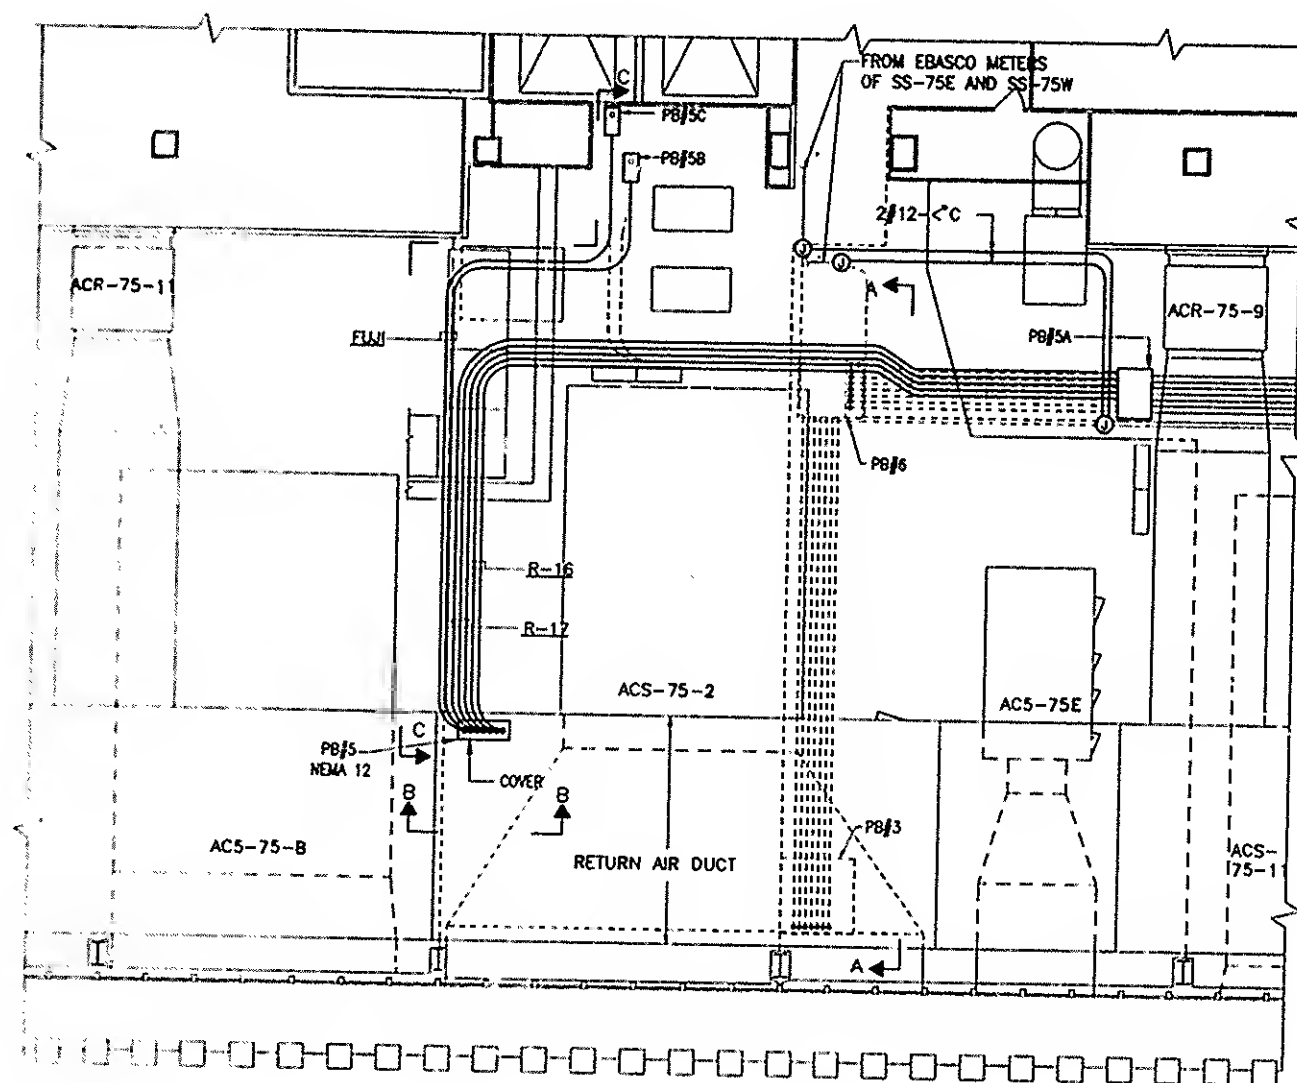 FROM EBASCO METERS
OF SS-75E AND SS-75W
C
PB#5C
PB#5B
2#12-
C
J
J
A
ACR-75-11
ACR-75-9
FUJI
PB#5A
J
PB#6
R-16
R-17
ACS-75-2
AC5-75E
C
PB#5
NEMA 12
COVER
B
B
PB#3
AC5-75-B
RETURN AIR DUCT
ACS-
75-11
A